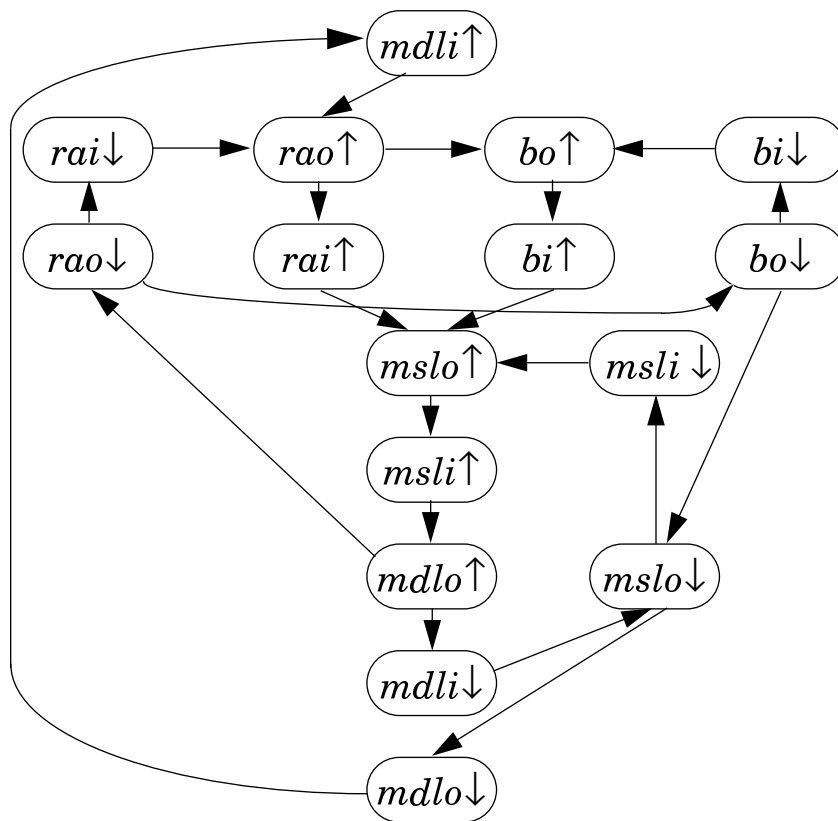 mdli↑
rai↓ rao↑ bo↑ bi↓
rao↓ rai↑ bi↑ bo↓
mslo↑ msli ↓
msli↑
mdlo↑ mslo↓
mdli↓
mdlo↓